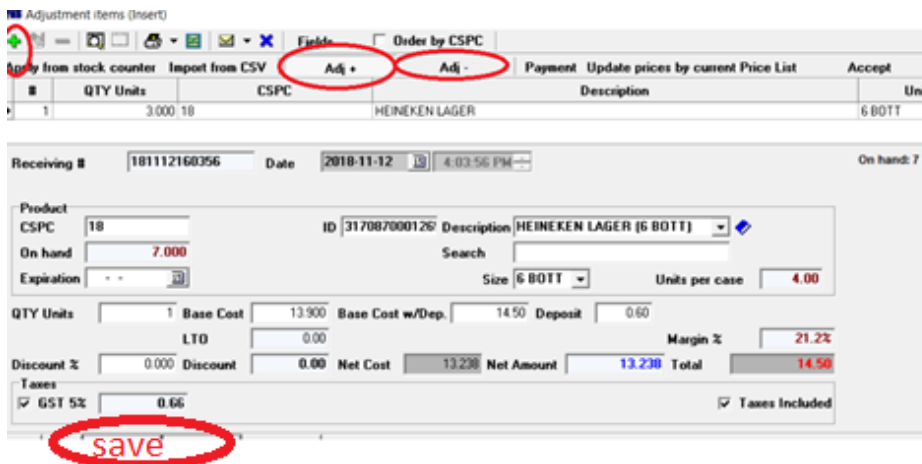 Adjustment items (Insert)
Fields Order by CSPC
Apply from stock counter Import from CSV Adj + Adj - Payment Update prices by current Price List Accept
# QTY Units CSPC Description Un
1 3.000 18 HEINEKEN LAGER 6 BOTT
Receiving # 181112160356 Date 2018-11-12 4:03:56 PM On hand: 7
Product
CSPC 18 ID 317087000126 Description HEINEKEN LAGER (6 BOTT)
On hand 7.000 Search
Expiration - - Size 6 BOTT Units per case 4.00
QTY Units 1 Base Cost 13.900 Base Cost w/Dep. 14.50 Deposit 0.60
LTO 0.00 Margin % 21.2%
Discount % 0.000 Discount 0.00 Net Cost 13.238 Net Amount 13.238 Total 14.50
Taxes
GST 5% 0.66 Taxes Included
save